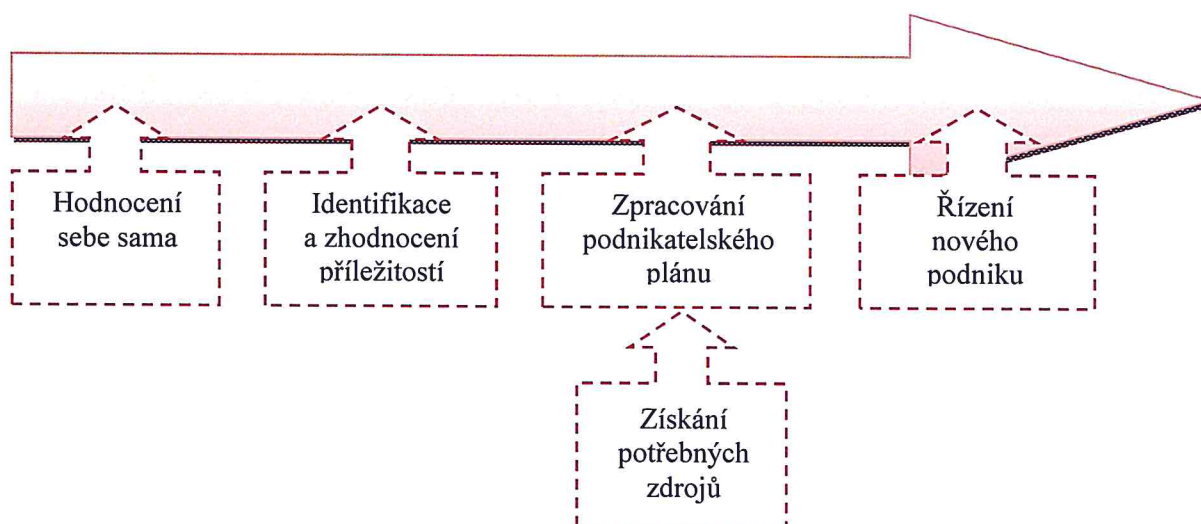 Hodnocení
sebe sama
Identifikace
a zhodnocení
příležitostí
Zpracování
podnikatelského
plánu
Řízení
nového
podniku
Získání
potřebných
zdrojů